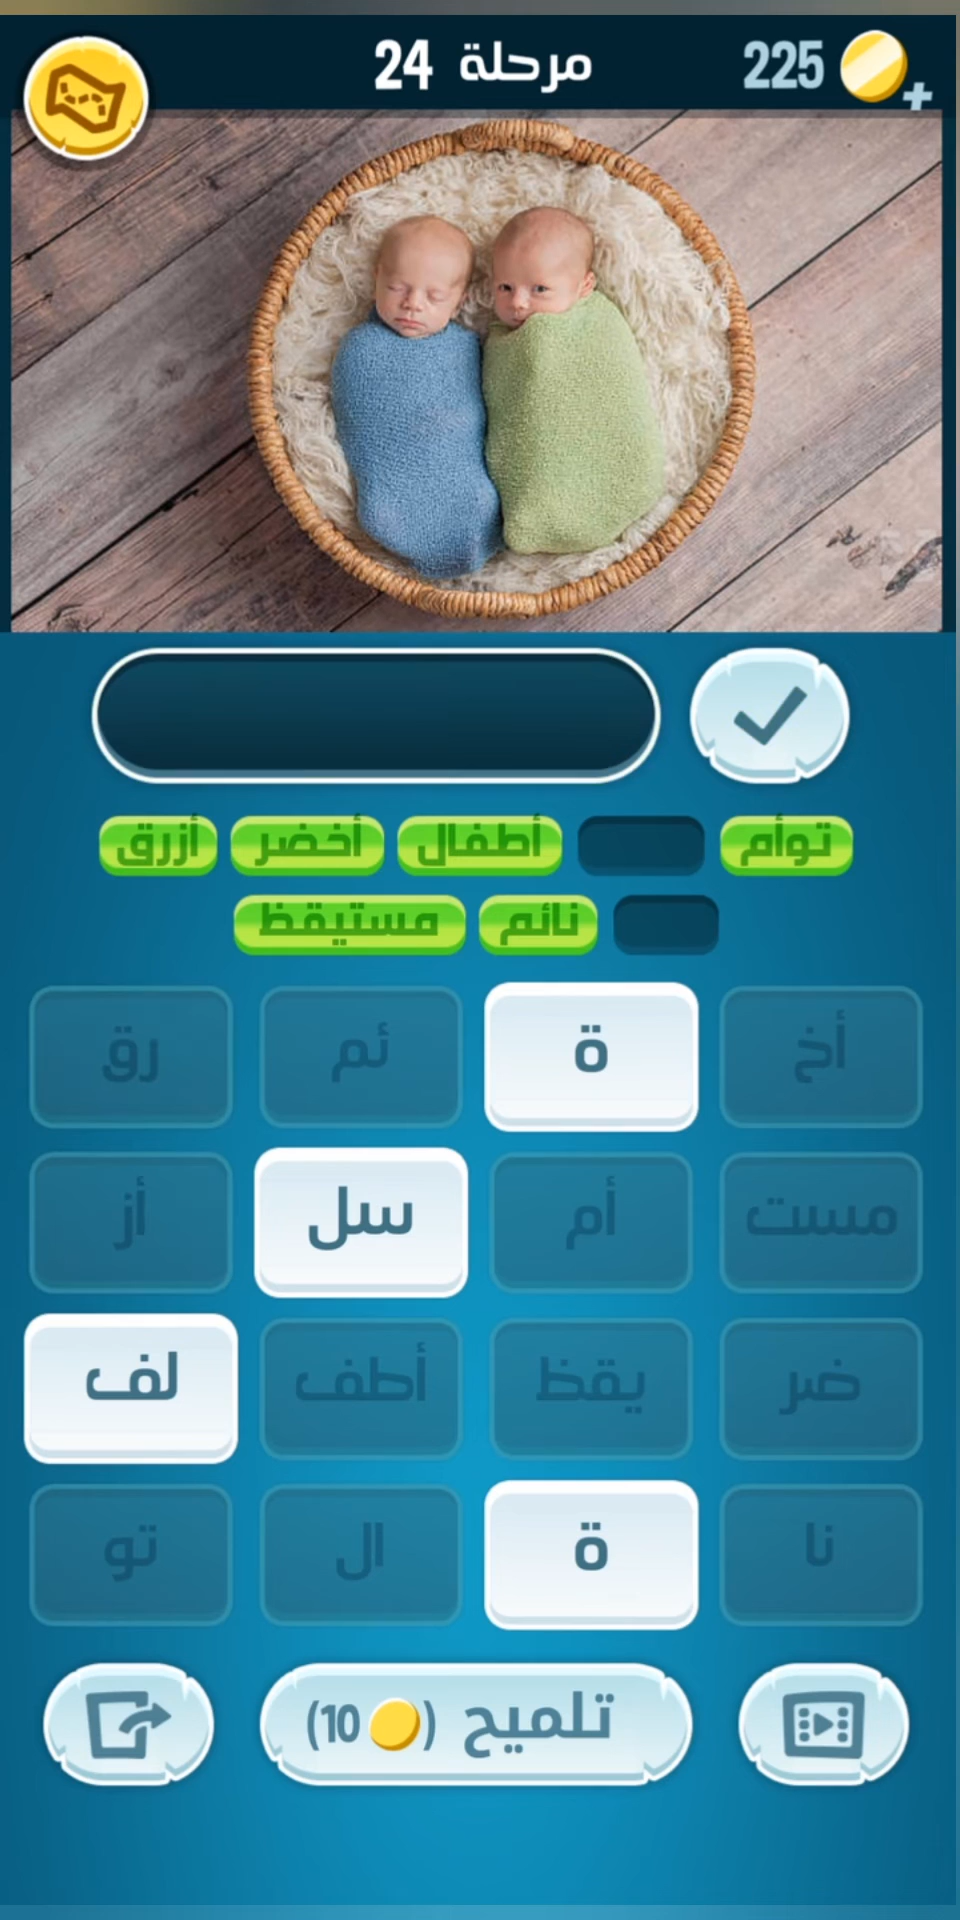 مرحلة 24
225
توأم أطفال أخضر أزرق
نائم مستيقظ
أخ ة ئم رق
مست أم سل أز
ضر يقظ أطف لف
نا ة ال تو
تلميح (10)